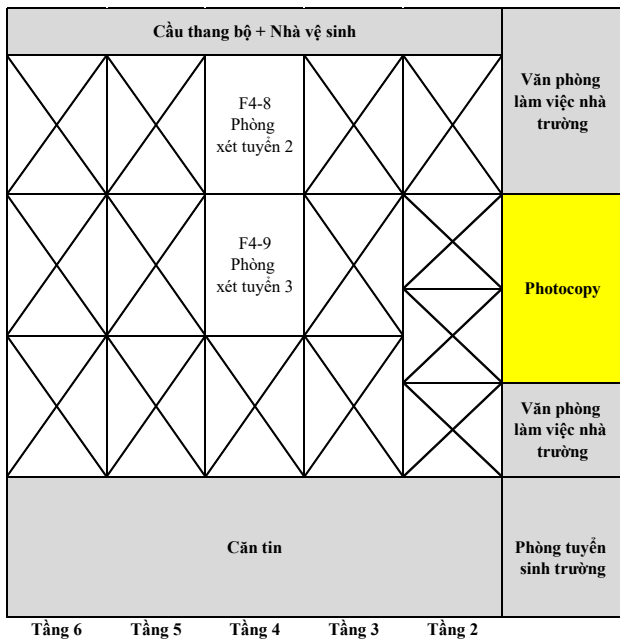 Cầu thang bộ + Nhà vệ sinh
Văn phòng
làm việc nhà
trường
F4-8
Phòng
xét tuyển 2
F4-9
Phòng
xét tuyển 3
Photocopy
Văn phòng
làm việc nhà
trường
Căn tin
Phòng tuyển
sinh trường
Tầng 6
Tầng 5
Tầng 4
Tầng 3
Tầng 2